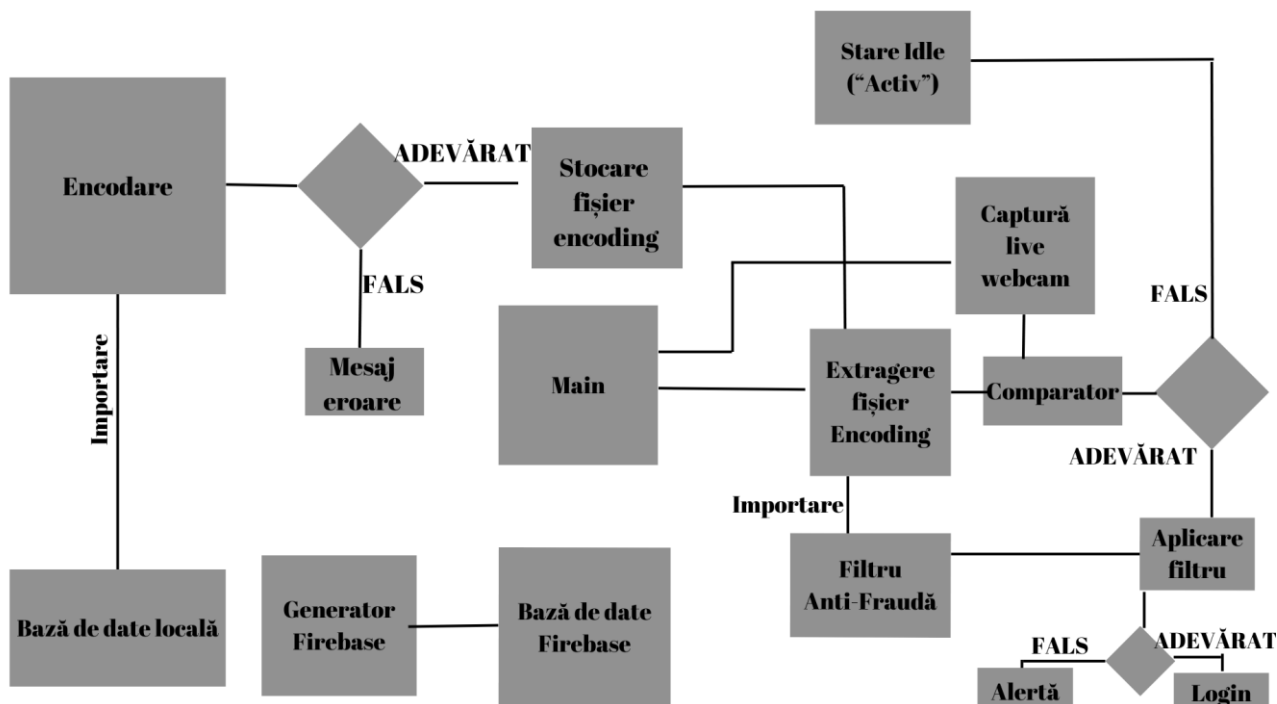 Stare Idle
(“Activ”)
Encodare
ADEVĂRAT
Stocare
fișier
encoding
Captură
live
webcam
FALS
FALS
Importare
Mesaj
eroare
Main
Extragere
fișier
Encoding
Comparator
ADEVĂRAT
Importare
Aplicare
filtru
Filtru
Anti-Fraudă
Bază de date locală
Generator
Firebase
Bază de date
Firebase
FALS
ADEVĂRAT
Alertă
Login